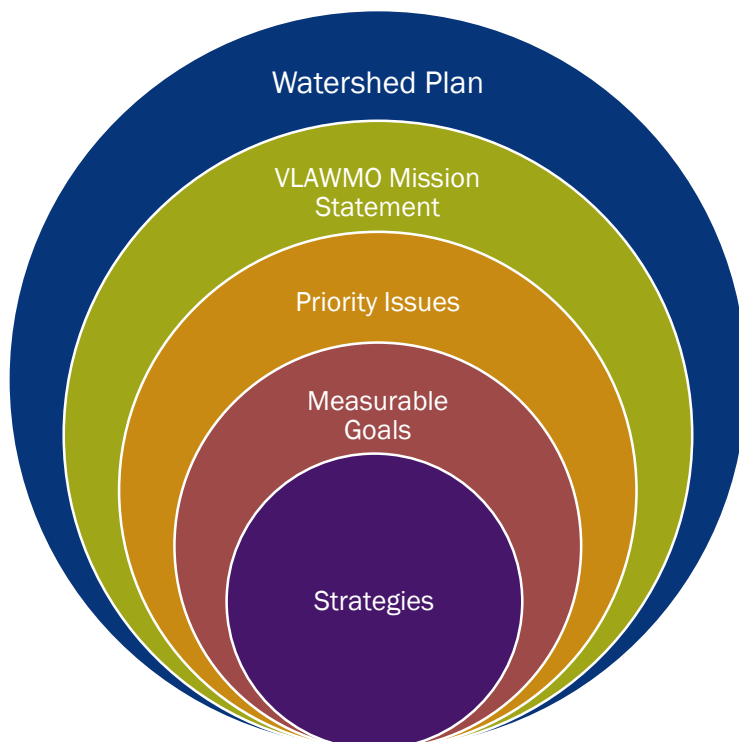 Watershed Plan
VLAWMO Mission
Statement
Priority Issues
Measurable
Goals
Strategies